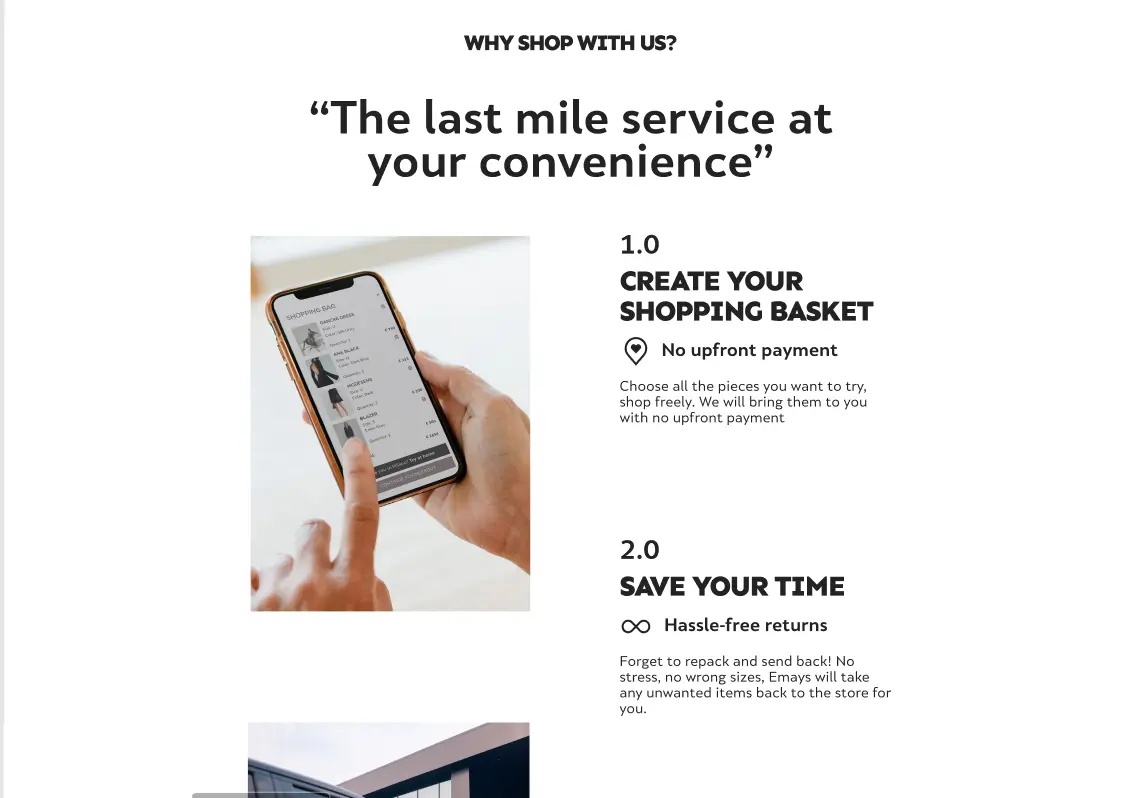 WHY SHOP WITH US?
“The last mile service at
your convenience”
SHOPPING BAG
1.0
CREATE YOUR
SHOPPING BASKET
No upfront payment
Choose all the pieces you want to try,
shop freely. We will bring them to you
with no upfront payment
2.0
SAVE YOUR TIME
Hassle-free returns
Forget to repack and send back! No
stress, no wrong sizes, Emays will take
any unwanted items back to the store for
you.